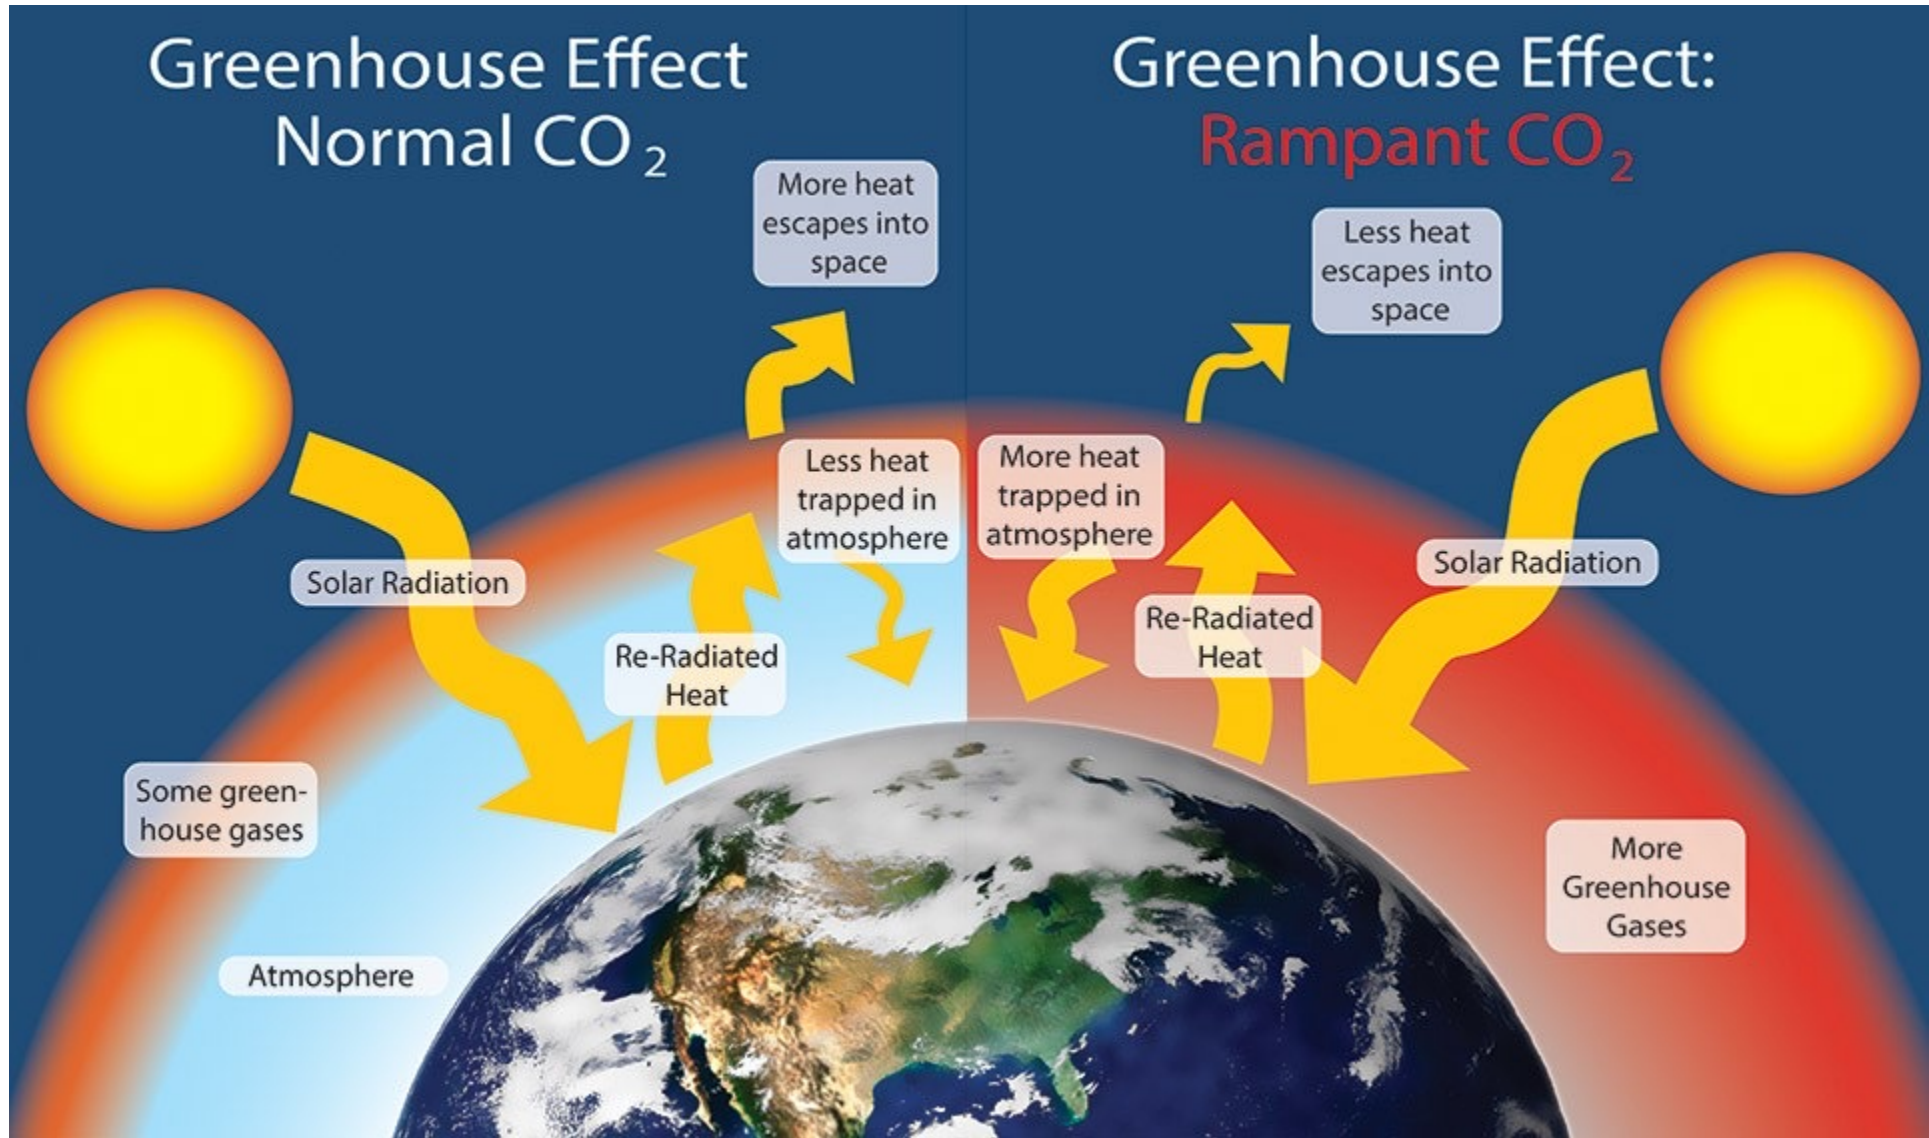 Greenhouse Effect
Normal CO₂
More heat
escapes into
space
Less heat
trapped in
atmosphere
Solar Radiation
Re-Radiated
Heat
Some green-
house gases
Atmosphere
Greenhouse Effect:
Rampant CO₂
Less heat
escapes into
space
More heat
trapped in
atmosphere
Solar Radiation
Re-Radiated
Heat
More
Greenhouse
Gases